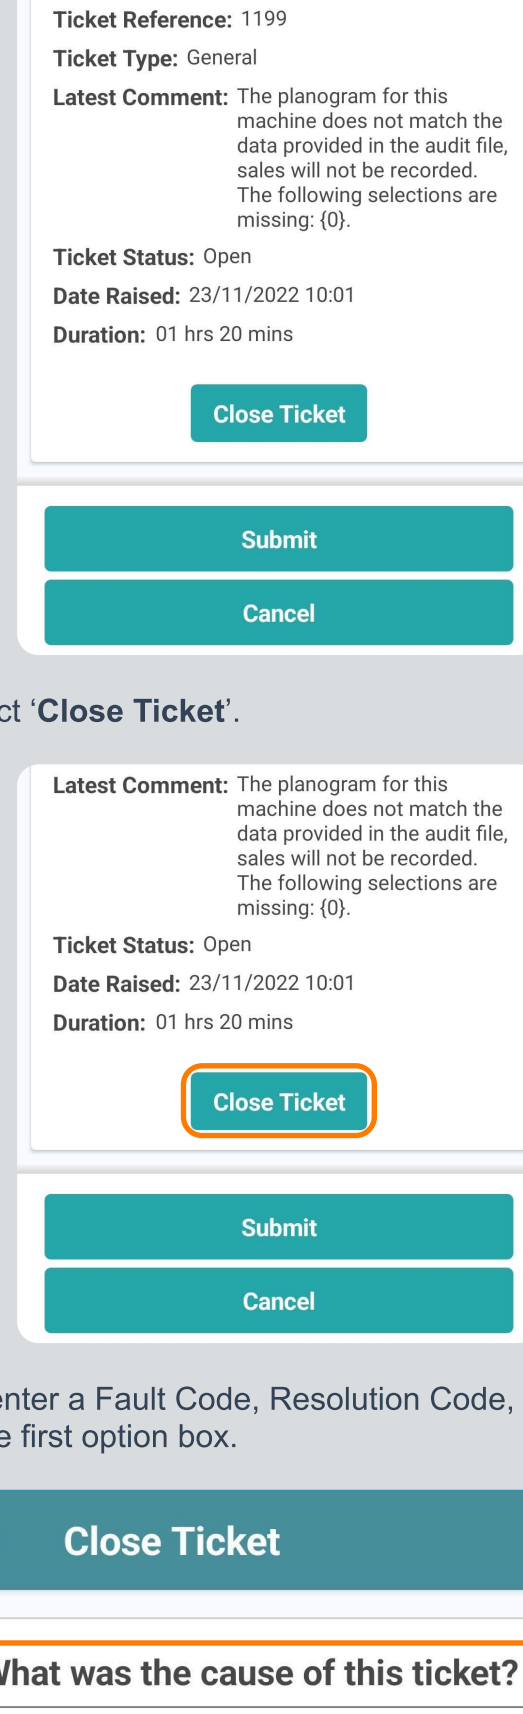 Ticket Reference: 1199
Ticket Type: General
Latest Comment: The planogram for this
machine does not match the
data provided in the audit file,
sales will not be recorded.
The following selections are
missing: {0}.
Ticket Status: Open
Date Raised: 23/11/2022 10:01
Duration: 01 hrs 20 mins
Close Ticket
Submit
Cancel
ct ‘Close Ticket’.
Latest Comment: The planogram for this
machine does not match the
data provided in the audit file,
sales will not be recorded.
The following selections are
missing: {0}.
Ticket Status: Open
Date Raised: 23/11/2022 10:01
Duration: 01 hrs 20 mins
Close Ticket
Submit
Cancel
enter a Fault Code, Resolution Code,
e first option box.
Close Ticket
What was the cause of this ticket?